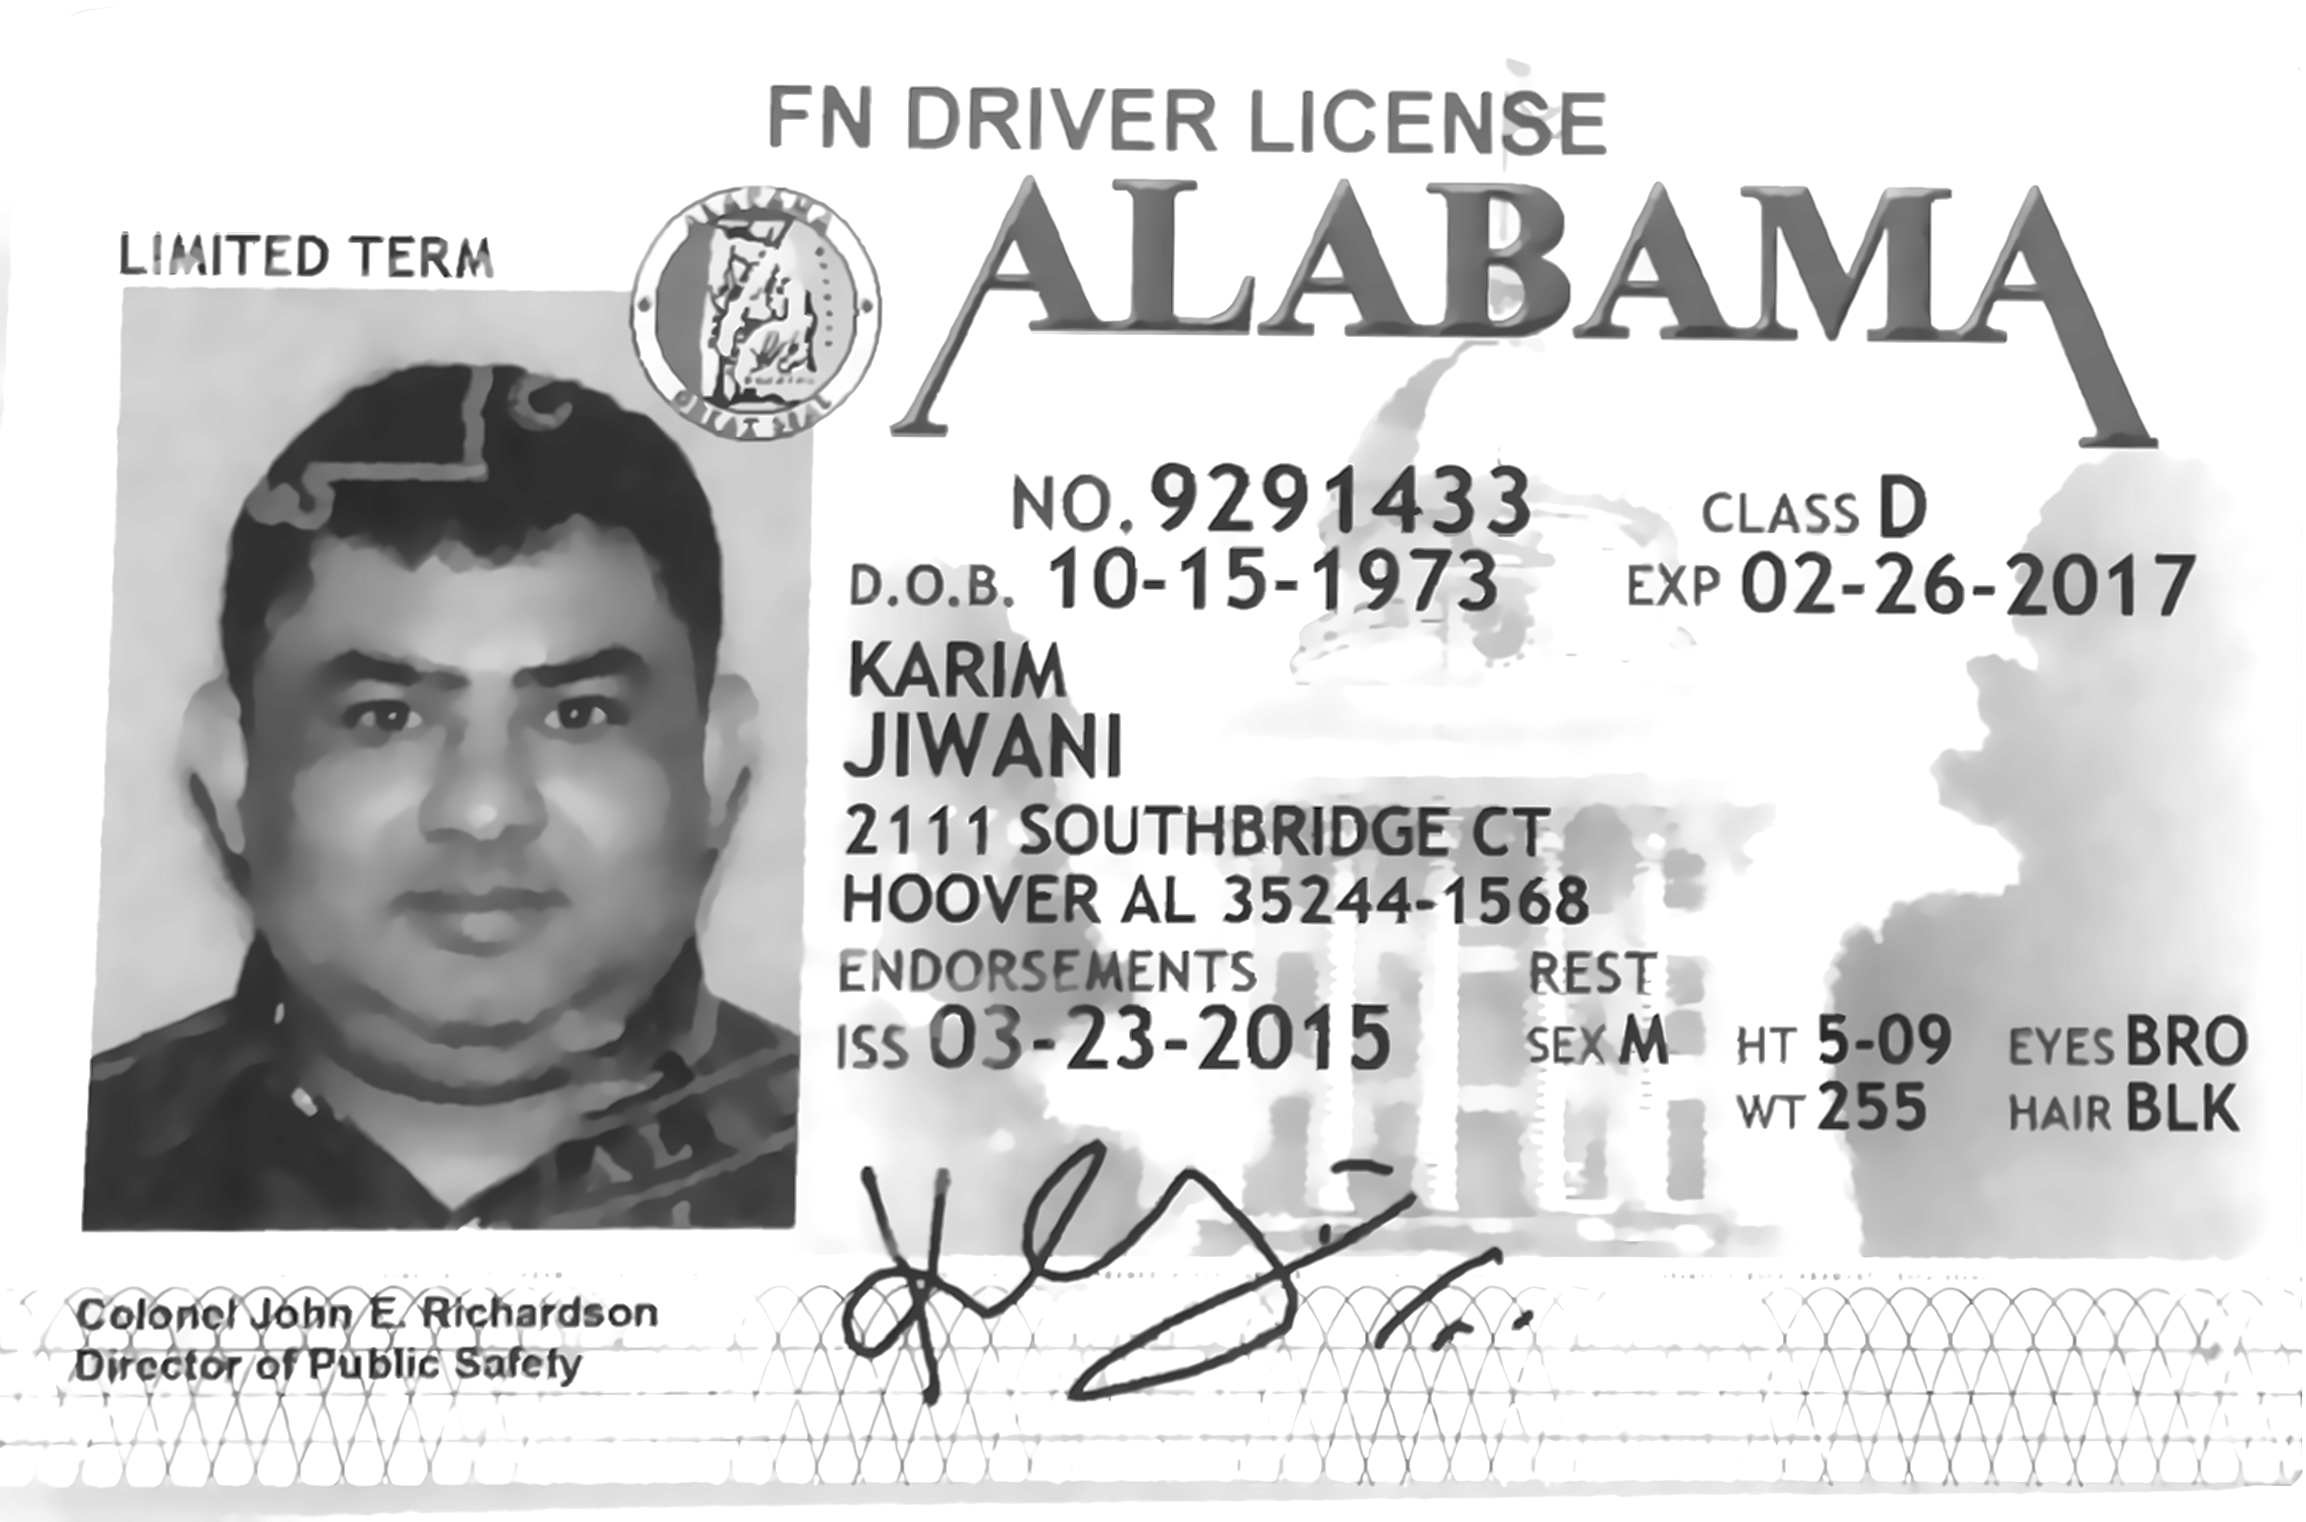 FN DRIVER LICENSE
ALABAMA
LIMITED TERM
NO. 9291433 CLASS D
D.O.B. 10-15-1973 EXP 02-26-2017
KARIM
JIWANI
2111 SOUTHBRIDGE CT
HOOVER AL 35244-1568
ENDORSEMENTS REST
ISS 03-23-2015 SEX M HT 5-09 EYES BRO
WT 255 HAIR BLK
Colonel John E. Richardson
Director of Public Safety